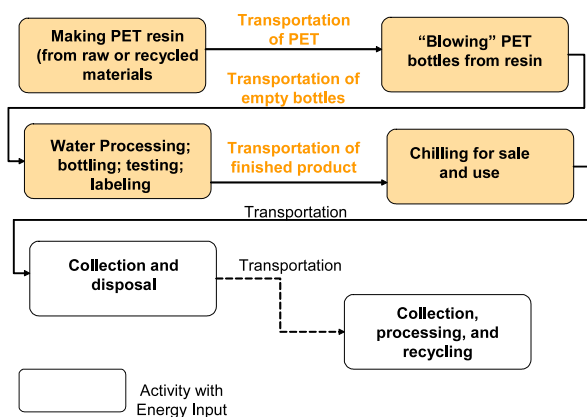 Making PET resin
(from raw or recycled
materials
Transportation
of PET
“Blowing” PET
bottles from resin
Transportation of
empty bottles
Water Processing;
bottling; testing;
labeling
Transportation of
finished product
Chilling for sale
and use
Transportation
Collection and
disposal
Transportation
Collection,
processing, and
recycling
Activity with
Energy Input